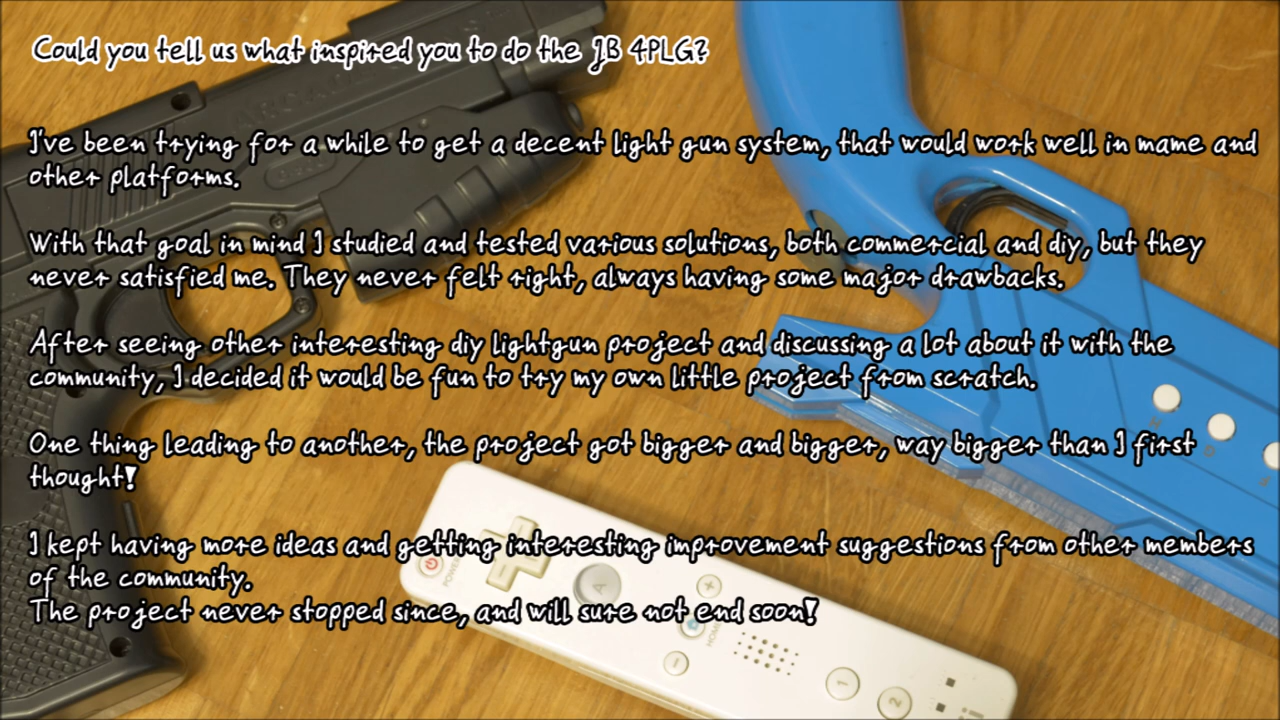 Could you tell us what inspired you to do the JB 4PLG?
I've been trying for a while to get a decent light gun system, that would work well in mame and
other platforms.
With that goal in mind I studied and tested various solutions, both commercial and diy, but they
never satisfied me. They never felt right, always having some major drawbacks.
After seeing other interesting diy lightgun project and discussing a lot about it with the
community, I decided it would be fun to try my own little project from scratch.
One thing leading to another, the project got bigger and bigger, way bigger than I first
thought!
I kept having more ideas and getting interesting improvement suggestions from other members
of the community.
The project never stopped since, and will sure not end soon!
POWER
A
HOME
1
2